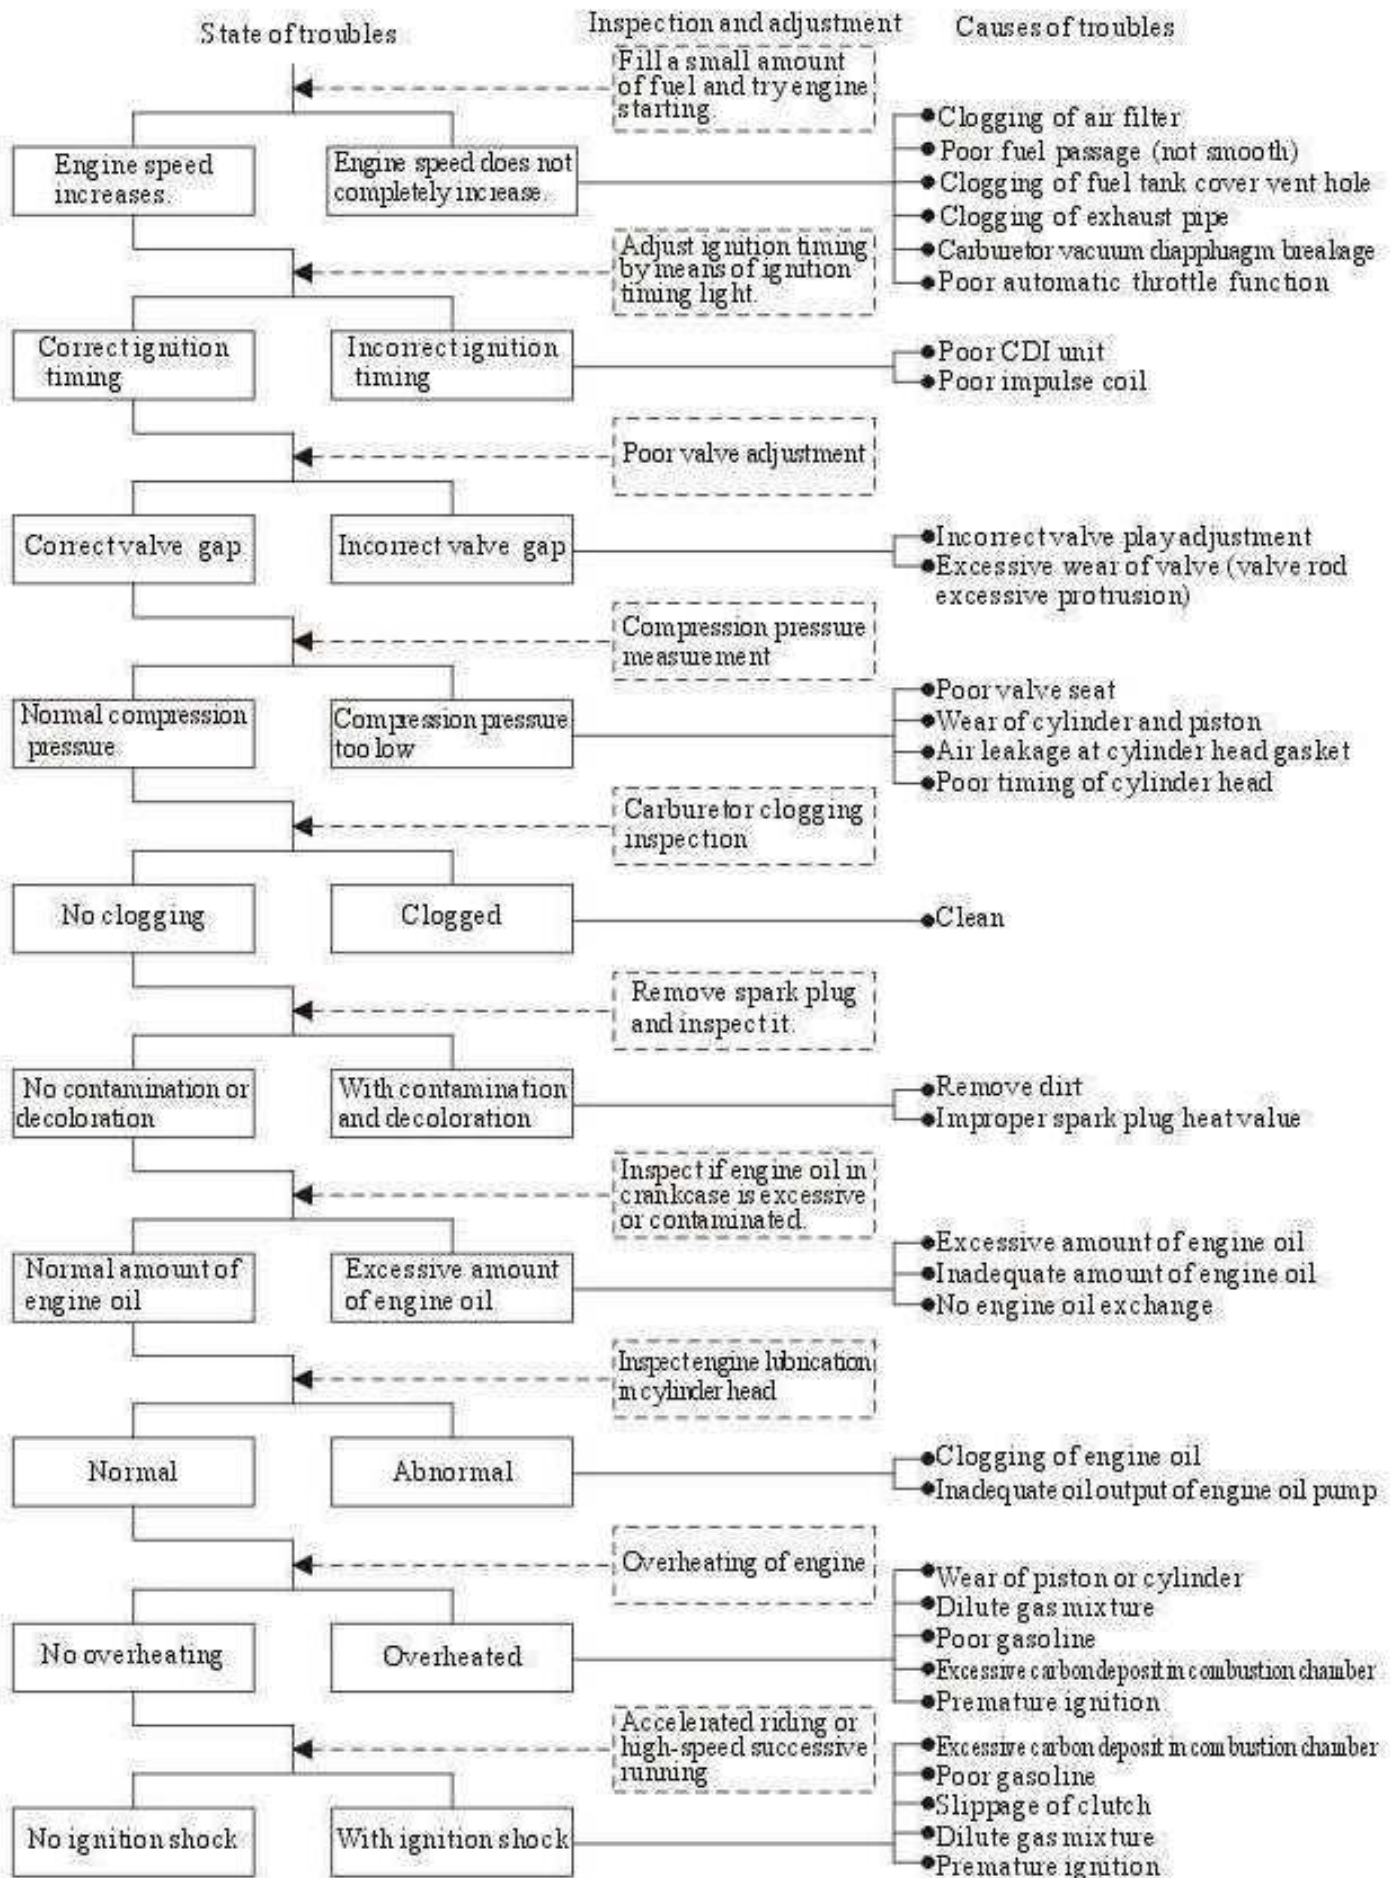 State of troubles
Inspection and adjustment
Causes of troubles
Fill a small amount
of fuel and try engine
starting.
Engine speed
increases.
Engine speed does not
completely increase.
Clogging of air filter
Poor fuel passage (not smooth)
Clogging of fuel tank cover vent hole
Clogging of exhaust pipe
Carburetor vacuum diapphragm breakage
Poor automatic throttle function
Adjust ignition timing
by means of ignition
timing light.
Correct ignition
timing
Incorrect ignition
timing
Poor CDI unit
Poor impulse coil
Poor valve adjustment
Correct valve gap
Incorrect valve gap
Incorrect valve play adjustment
Excessive wear of valve (valve rod
excessive protrusion)
Compression pressure
measurement
Normal compression
pressure
Compression pressure
too low
Poor valve seat
Wear of cylinder and piston
Air leakage at cylinder head gasket
Poor timing of cylinder head
Carburetor clogging
inspection
No clogging
Clogged
Clean
Remove spark plug
and inspect it.
No contamination or
decoloration
With contamination
and decoloration
Remove dirt
Improper spark plug heat value
Inspect if engine oil in
crankcase is excessive
or contaminated.
Normal amount of
engine oil
Excessive amount
of engine oil
Excessive amount of engine oil
Inadequate amount of engine oil
No engine oil exchange
Inspect engine lubrication
in cylinder head
Normal
Abnormal
Clogging of engine oil
Inadequate oil output of engine oil pump
Overheating of engine
No overheating
Overheated
Wear of piston or cylinder
Dilute gas mixture
Poor gasoline
Excessive carbon deposit in combustion chamber
Premature ignition
Accelerated riding or
high-speed successive
running
No ignition shock
With ignition shock
Excessive carbon deposit in combustion chamber
Poor gasoline
Slippage of clutch
Dilute gas mixture
Premature ignition